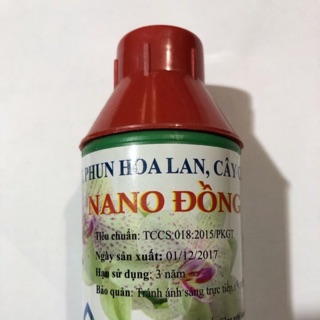 PHUN HOA LAN, CÂY
NANO ĐỒNG
Tiêu chuẩn: TCCS 018:2015/PKGT
Ngày sản xuất: 01/12/2017
Hạn sử dụng: 3 năm
Bảo quản: Tránh ánh sáng trực tiếp